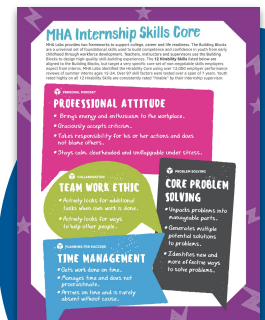 MHA Internship Skills Core
MHA Labs provides two frameworks to support college, career and life readiness. The Building Blocks
are a universal set of foundational skills used to build competence and confidence in youth from early
childhood through workforce development. Teachers, instructors and supervisors use the Building
Blocks to design high quality skill building experiences. The 12 Hirability Skills listed below are
aligned to the Building Blocks, but target a very specific core set of non-negotiable skills employers
expect from interns. MHA Labs identified the Hirability Core using over 12,000 employer performance
reviews of summer interns ages 15-24. Over 97 skill factors were tested over a span of 7 years. Youth
rated highly on all 12 Hirability Skills are consistently rated "hirable" by their internship supervisor.
PERSONAL MINDSET
PROFESSIONAL ATTITUDE
• Brings energy and enthusiasm to the workplace.
• Graciously accepts criticism.
• Takes responsibility for his or her actions and does
not blame others.
• Stays calm, clearheaded and unflappable under stress.
COLLABORATION
TEAM WORK ETHIC
• Actively looks for additional
tasks when own work is done.
• Actively looks for ways
to help other people.
PROBLEM SOLVING
CORE PROBLEM
SOLVING
• Unpacks problems into
manageable parts.
• Generates multiple
potential solutions
to problems.
• Identifies new and
more effective ways
to solve problems.
PLANNING FOR SUCCESS
TIME MANAGEMENT
• Gets work done on time.
• Manages time and does not
procrastinate.
• Arrives on time and is rarely
absent without cause.